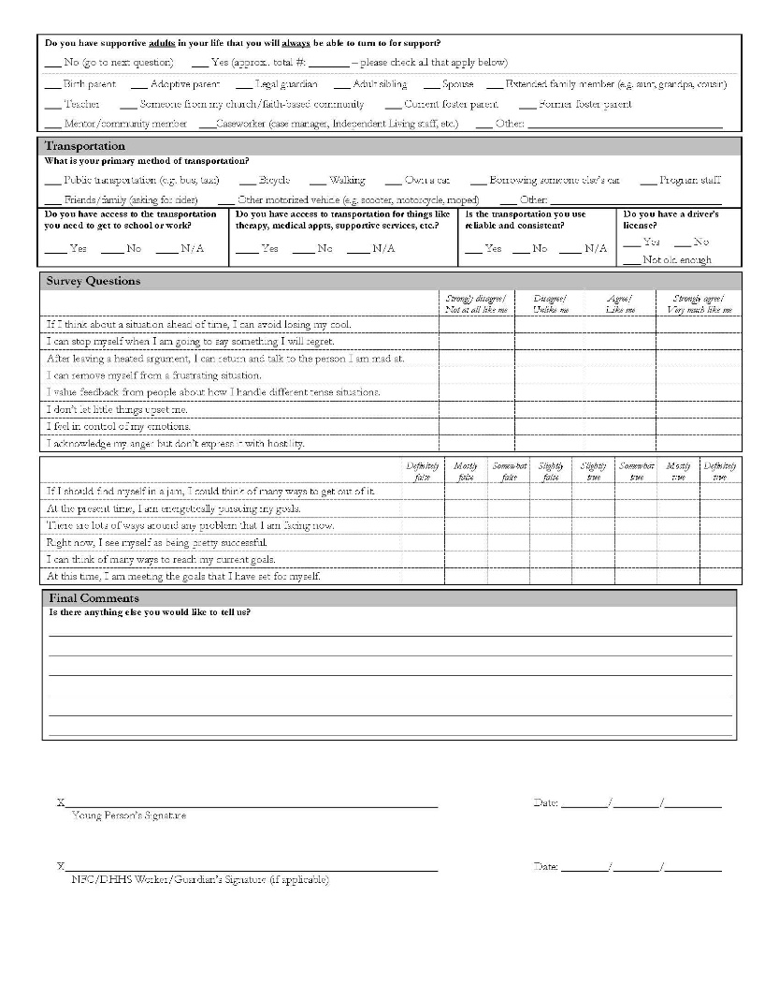 Do you have supportive adults in your life that you will always be able to turn to for support?
___ No (go to next question) ___ Yes (approx. total #: _______ – please check all that apply below)
___ Birth parent ___ Adoptive parent ___ Legal guardian ___ Adult sibling ___ Spouse ___ Extended family member (e.g. aunt, grandpa, cousin)
___ Teacher ___ Someone from my church/faith-based community ___ Current foster parent ___ Former foster parent
___ Mentor/community member ___Caseworker (case manager, Independent Living staff, etc.) ___ Other: ___________________________________
Transportation
What is your primary method of transportation?
___ Public transportation (e.g. bus, taxi) ___ Bicycle ___ Walking ___ Own a car ___ Borrowing someone else's car ___ Program staff
___ Friends/family (asking for rides) ___ Other motorized vehicle (e.g. scooter, motorcycle, moped) ___ Other: ______________________________
Do you have access to the transportation you need to get to school or work?
____ Yes ____ No ____ N/A
Do you have access to transportation for things like therapy, medical appts, supportive services, etc.?
____ Yes ____ No ____ N/A
Is the transportation you use reliable and consistent?
___ Yes ___ No ____ N/A
Do you have a driver's license?
___ Yes ___ No
___ Not old enough
Survey Questions
Strongly disagree/ Not at all like me
Disagree/ Unlike me
Agree/ Like me
Strongly agree/ Very much like me
If I think about a situation ahead of time, I can avoid losing my cool.
I can stop myself when I am going to say something I will regret.
After leaving a heated argument, I can return and talk to the person I am mad at.
I can remove myself from a frustrating situation.
I value feedback from people about how I handle different tense situations.
I don't let little things upset me.
I feel in control of my emotions.
I acknowledge my anger but don't express it with hostility.
Definitely false
Mostly false
Somewhat false
Slightly false
Slightly true
Somewhat true
Mostly true
Definitely true
If I should find myself in a jam, I could think of many ways to get out of it.
At the present time, I am energetically pursuing my goals.
There are lots of ways around any problem that I am facing now.
Right now, I see myself as being pretty successful.
I can think of many ways to reach my current goals.
At this time, I am meeting the goals that I have set for myself.
Final Comments
Is there anything else you would like to tell us?
X_________________________________ Date: ________/________/__________
Young Person's Signature
X_________________________________ Date: ________/________/__________
NFC/DHHS Worker/Guardian's Signature (if applicable)